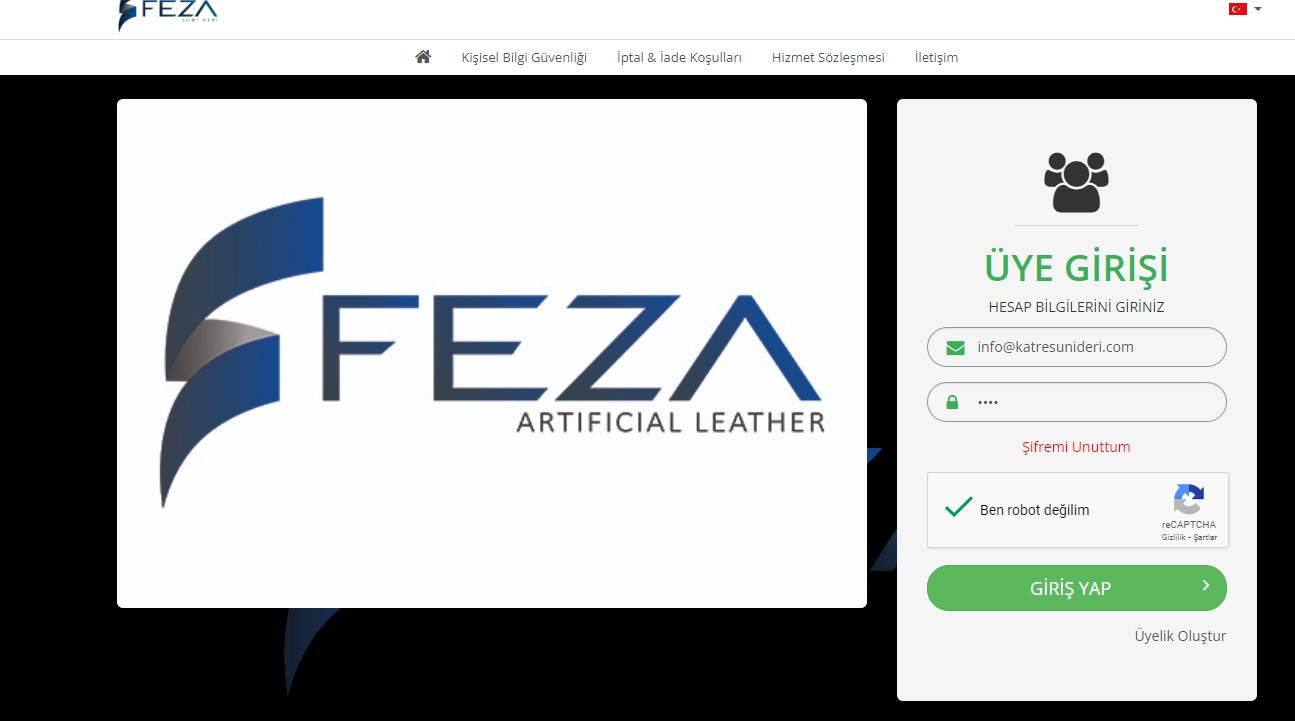 FEZA
SUNİ DERİ
Kişisel Bilgi Güvenliği
İptal & İade Koşulları
Hizmet Sözleşmesi
İletişim
FEZA
ARTIFICIAL LEATHER
ÜYE GİRİŞİ
HESAP BİLGİLERİNİ GİRİNİZ
info@katresunideri.com
••••
Şifremi Unuttum
Ben robot değilim
reCAPTCHA
Gizlilik - Şartlar
GİRİŞ YAP
Üyelik Oluştur